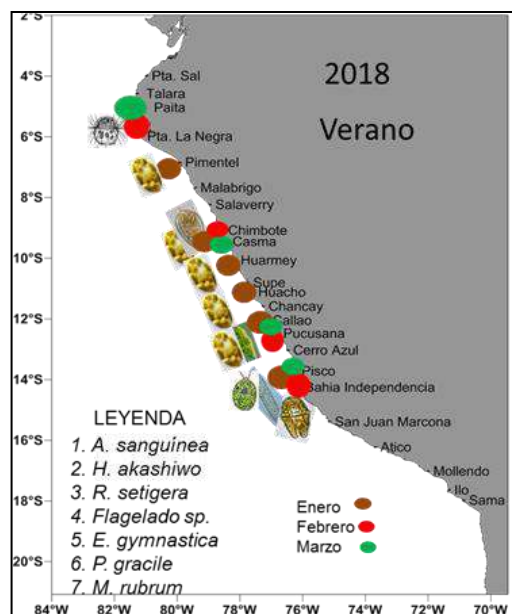 2°S
2018
Verano
Pta. Sal
4°S
Talara
Paita
6°S
Pta. La Negra
Pimentel
Malabrigo
8°S
Salaverry
Chimbote
Casma
10°S
Huarmey
Supe
Huacho
Chancay
12°S
Callao
Pucusana
Cerro Azul
14°S
Pisco
Bahia Independencia
San Juan Marcona
16°S
Atico
Mollendo
Ilo
18°S
Sama
20°S
LEYENDA
1. A. sanguínea
2. H. akashiwo
3. R. setigera
4. Flagelado sp.
5. E. gymnastica
6. P. gracile
7. M. rubrum
Enero
Febrero
Marzo
84°W 82°W 80°W 78°W 76°W 74°W 72°W 70°W